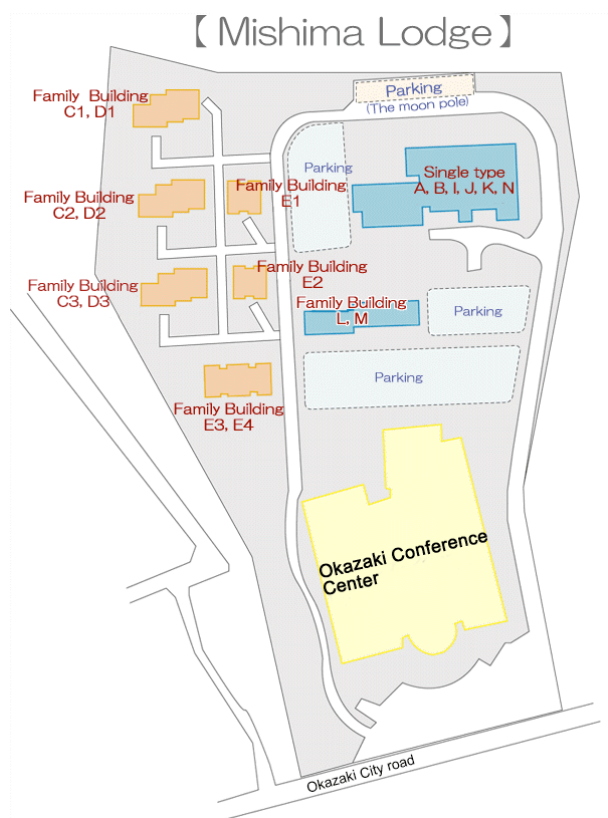 【 Mishima Lodge 】
Parking
(The moon pole)
Family Building
C1, D1
Parking
Single type
A, B, I, J, K, N
Family Building
E1
Family Building
C2, D2
Family Building
E2
Family Building
C3, D3
Family Building
L, M
Parking
Parking
Family Building
E3, E4
Okazaki Conference
Center
Okazaki City road